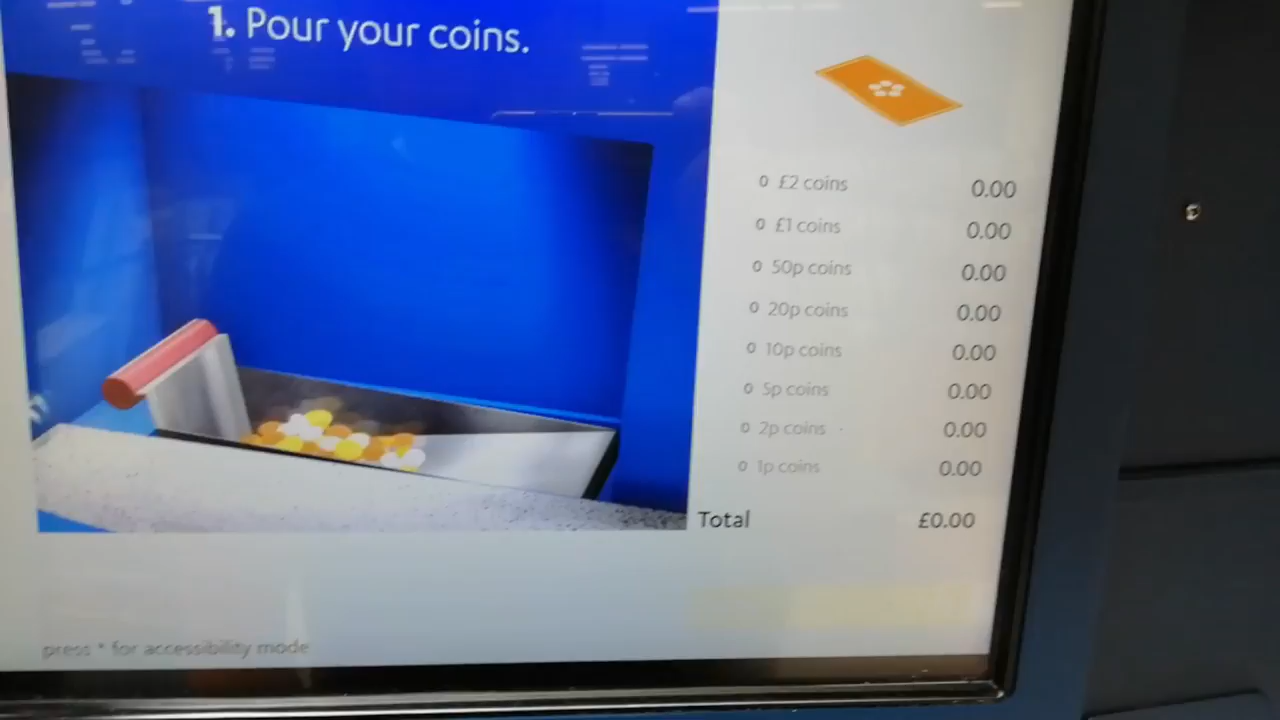 1. Pour your coins.
0 £2 coins 0.00
0 £1 coins 0.00
0 50p coins 0.00
0 20p coins 0.00
0 10p coins 0.00
0 5p coins 0.00
0 2p coins 0.00
0 1p coins 0.00
Total £0.00
press * for accessibility mode